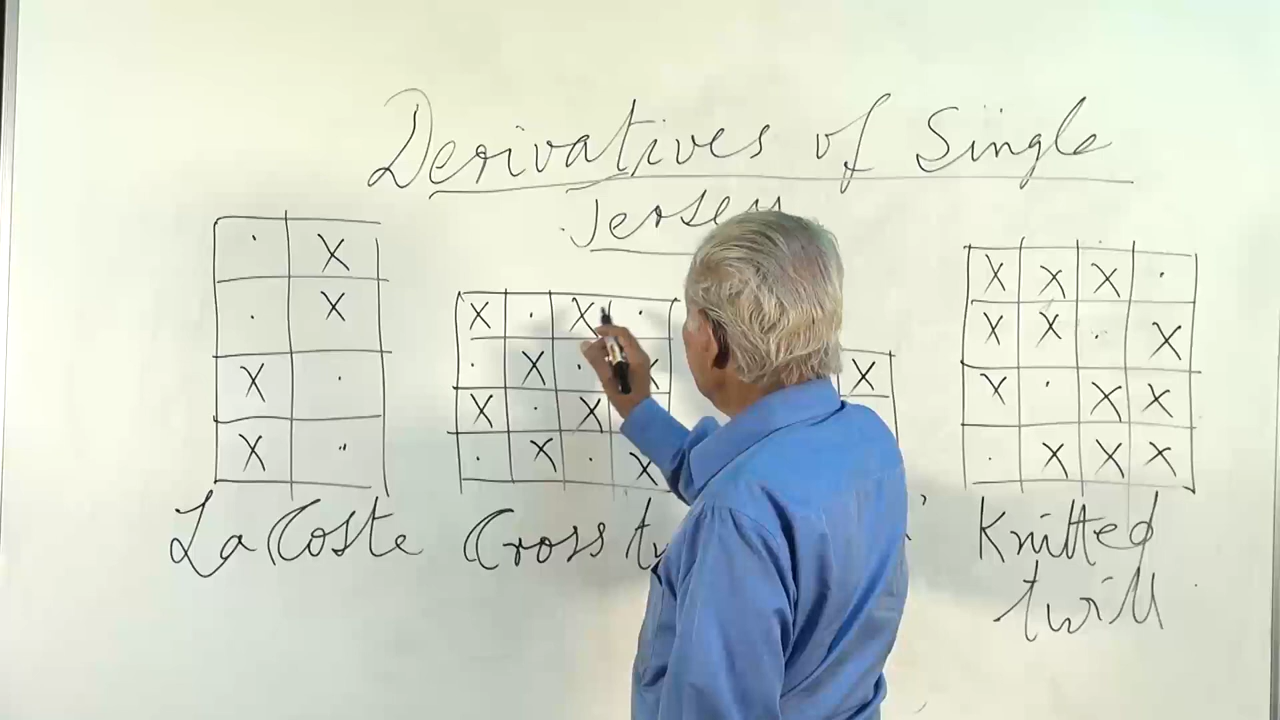 Derivatives of Single
Jersey
. X
. X
X .
X .
La Coste
X . X .
. X . X
X . X
. X . X
Cross
X
X X X .
X X . X
X . X X
. X X X
Knitted
twill